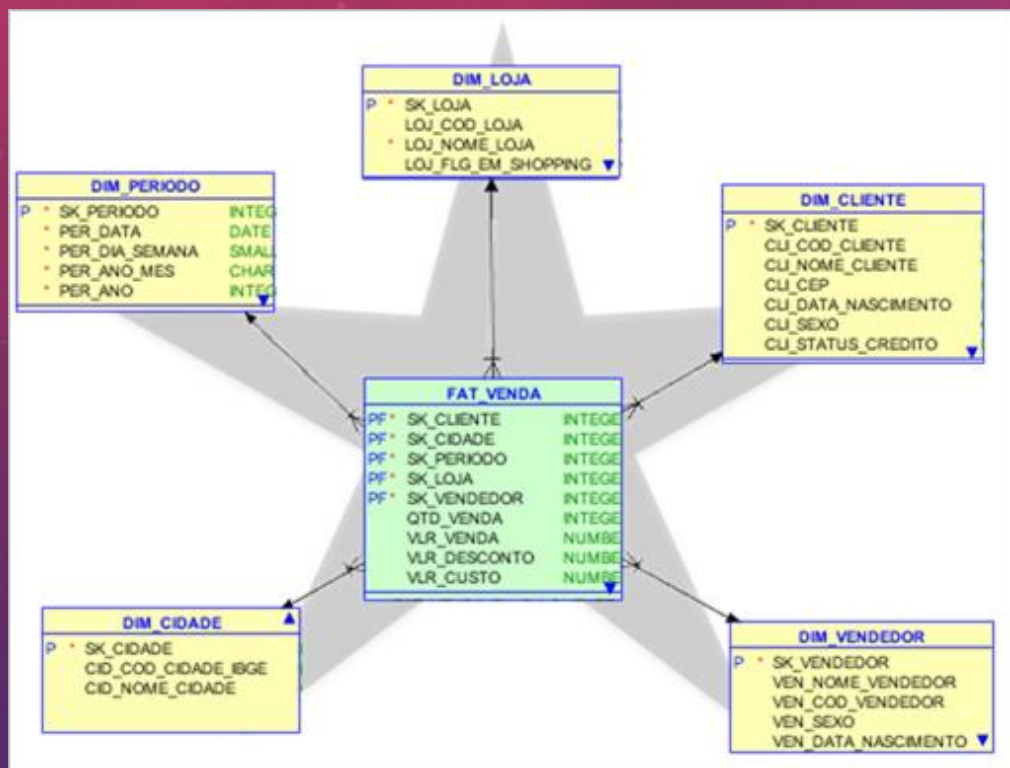 DIM_LOJA
P * SK_LOJA
LOJ_COD_LOJA
* LOJ_NOME_LOJA
LOJ_FLG_EM_SHOPPING
DIM_PERIODO
P * SK_PERIODO INTEG
* PER_DATA DATE
* PER_DIA_SEMANA SMALL
* PER_ANO_MES CHAR
* PER_ANO INTEG
DIM_CLIENTE
P * SK_CLIENTE
CLI_COD_CLIENTE
CLI_NOME_CLIENTE
CLI_CEP
CLI_DATA_NASCIMENTO
CLI_SEXO
CLI_STATUS_CREDITO
FAT_VENDA
PF* SK_CLIENTE INTEGE
PF* SK_CIDADE INTEGE
PF* SK_PERIODO INTEGE
PF* SK_LOJA INTEGE
PF* SK_VENDEDOR INTEGE
QTD_VENDA INTEGE
VLR_VENDA NUMBE
VLR_DESCONTO NUMBE
VLR_CUSTO NUMBE
DIM_CIDADE
P * SK_CIDADE
CID_COD_CIDADE_IBGE
CID_NOME_CIDADE
DIM_VENDEDOR
P * SK_VENDEDOR
VEN_NOME_VENDEDOR
VEN_COD_VENDEDOR
VEN_SEXO
VEN_DATA_NASCIMENTO